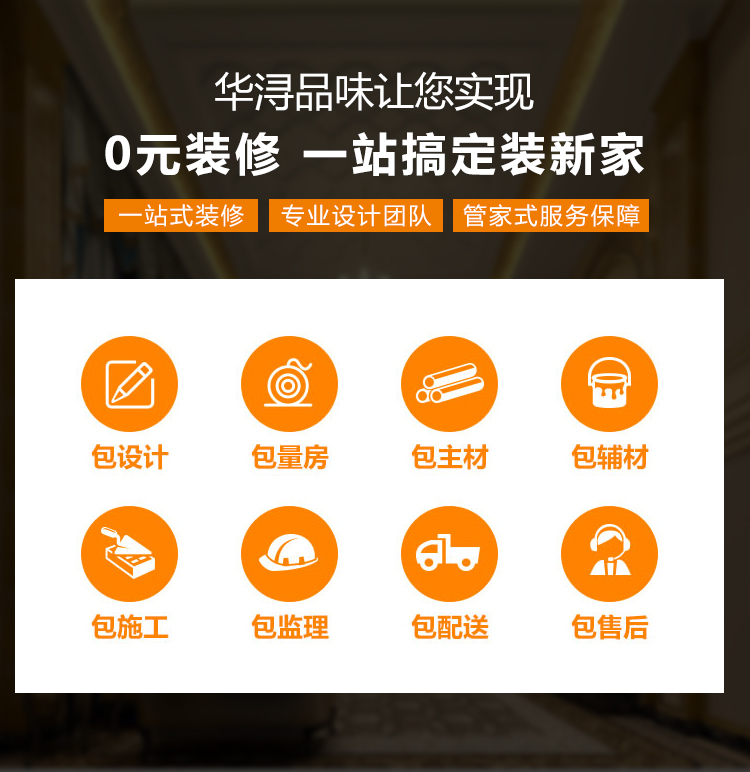 华浔品味让您实现
0元装修 一站搞定装新家
一站式装修 专业设计团队 管家式服务保障
包设计 包量房 包主材 包辅材
包施工 包监理 包配送 包售后